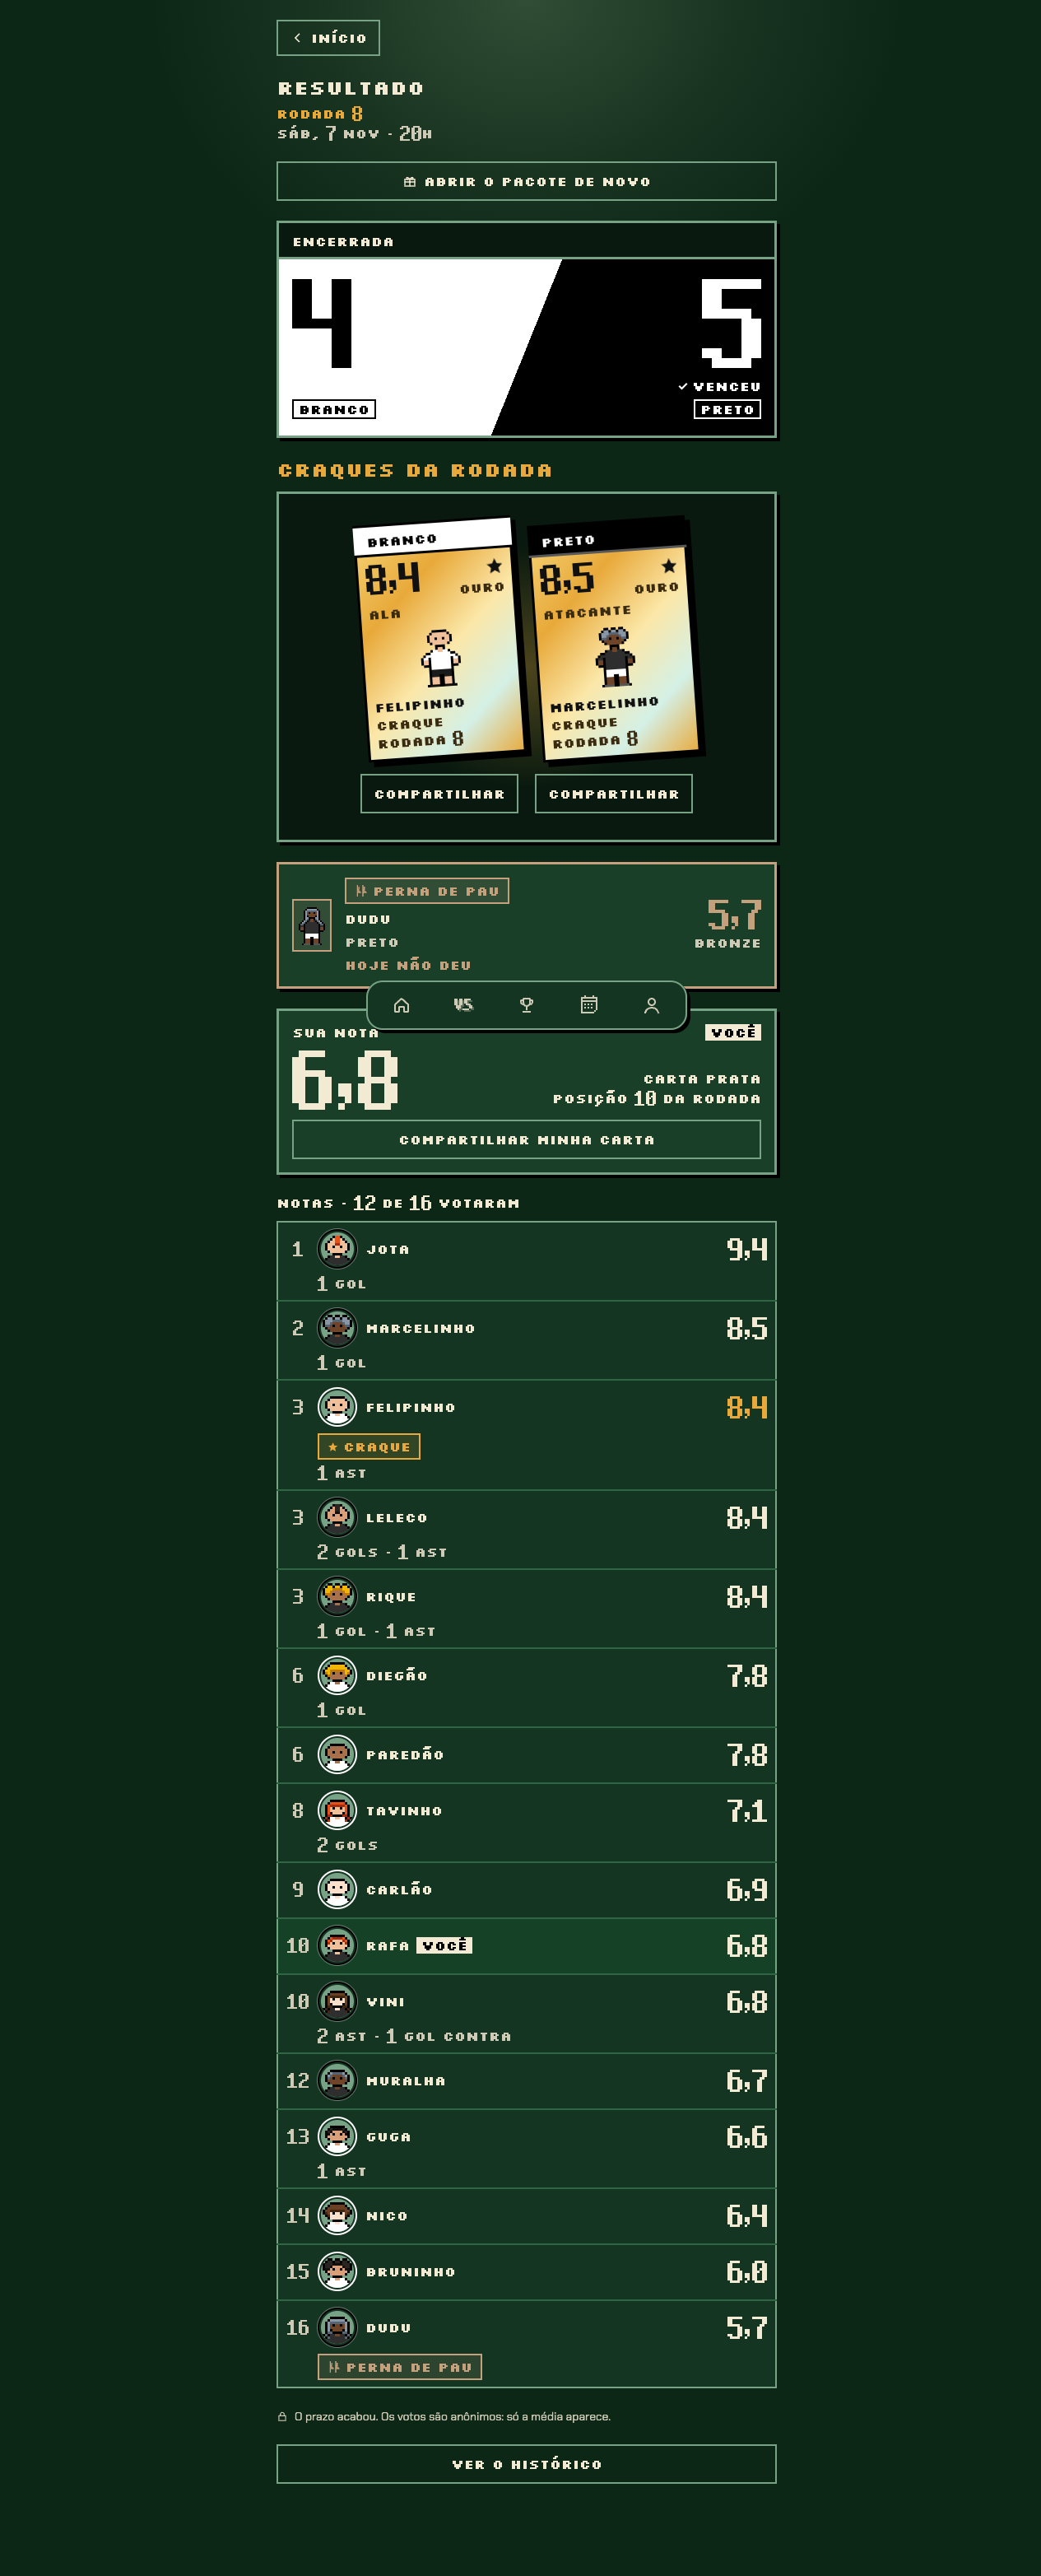 INÍCIO
RESULTADO
RODADA 8
SÁB, 7 NOV · 20H
ABRIR O PACOTE DE NOVO
ENCERRADA
4
5
VENCEU
BRANCO
PRETO
CRAQUES DA RODADA
BRANCO
8,4
OURO
ALA
FELIPINHO
CRAQUE
RODADA 8
PRETO
8,5
OURO
ATACANTE
MARCELINHO
CRAQUE
RODADA 8
COMPARTILHAR
COMPARTILHAR
PERNA DE PAU
DUDU
PRETO
HOJE NÃO DEU
5,7
BRONZE
VS
SUA NOTA
VOCÊ
6,8
CARTA PRATA
POSIÇÃO 10 DA RODADA
COMPARTILHAR MINHA CARTA
NOTAS · 12 DE 16 VOTARAM
1 JOTA 9,4
1 GOL
2 MARCELINHO 8,5
1 GOL
3 FELIPINHO 8,4
CRAQUE
1 AST
3 LELECO 8,4
2 GOLS · 1 AST
3 RIQUE 8,4
1 GOL · 1 AST
6 DIEGÃO 7,8
1 GOL
6 PAREDÃO 7,8
8 TAVINHO 7,1
2 GOLS
9 CARLÃO 6,9
10 RAFA VOCÊ 6,8
10 VINI 6,8
2 AST · 1 GOL CONTRA
12 MURALHA 6,7
13 GUGA 6,6
1 AST
14 NICO 6,4
15 BRUNINHO 6,0
16 DUDU 5,7
PERNA DE PAU
O prazo acabou. Os votos são anônimos: só a média aparece.
VER O HISTÓRICO